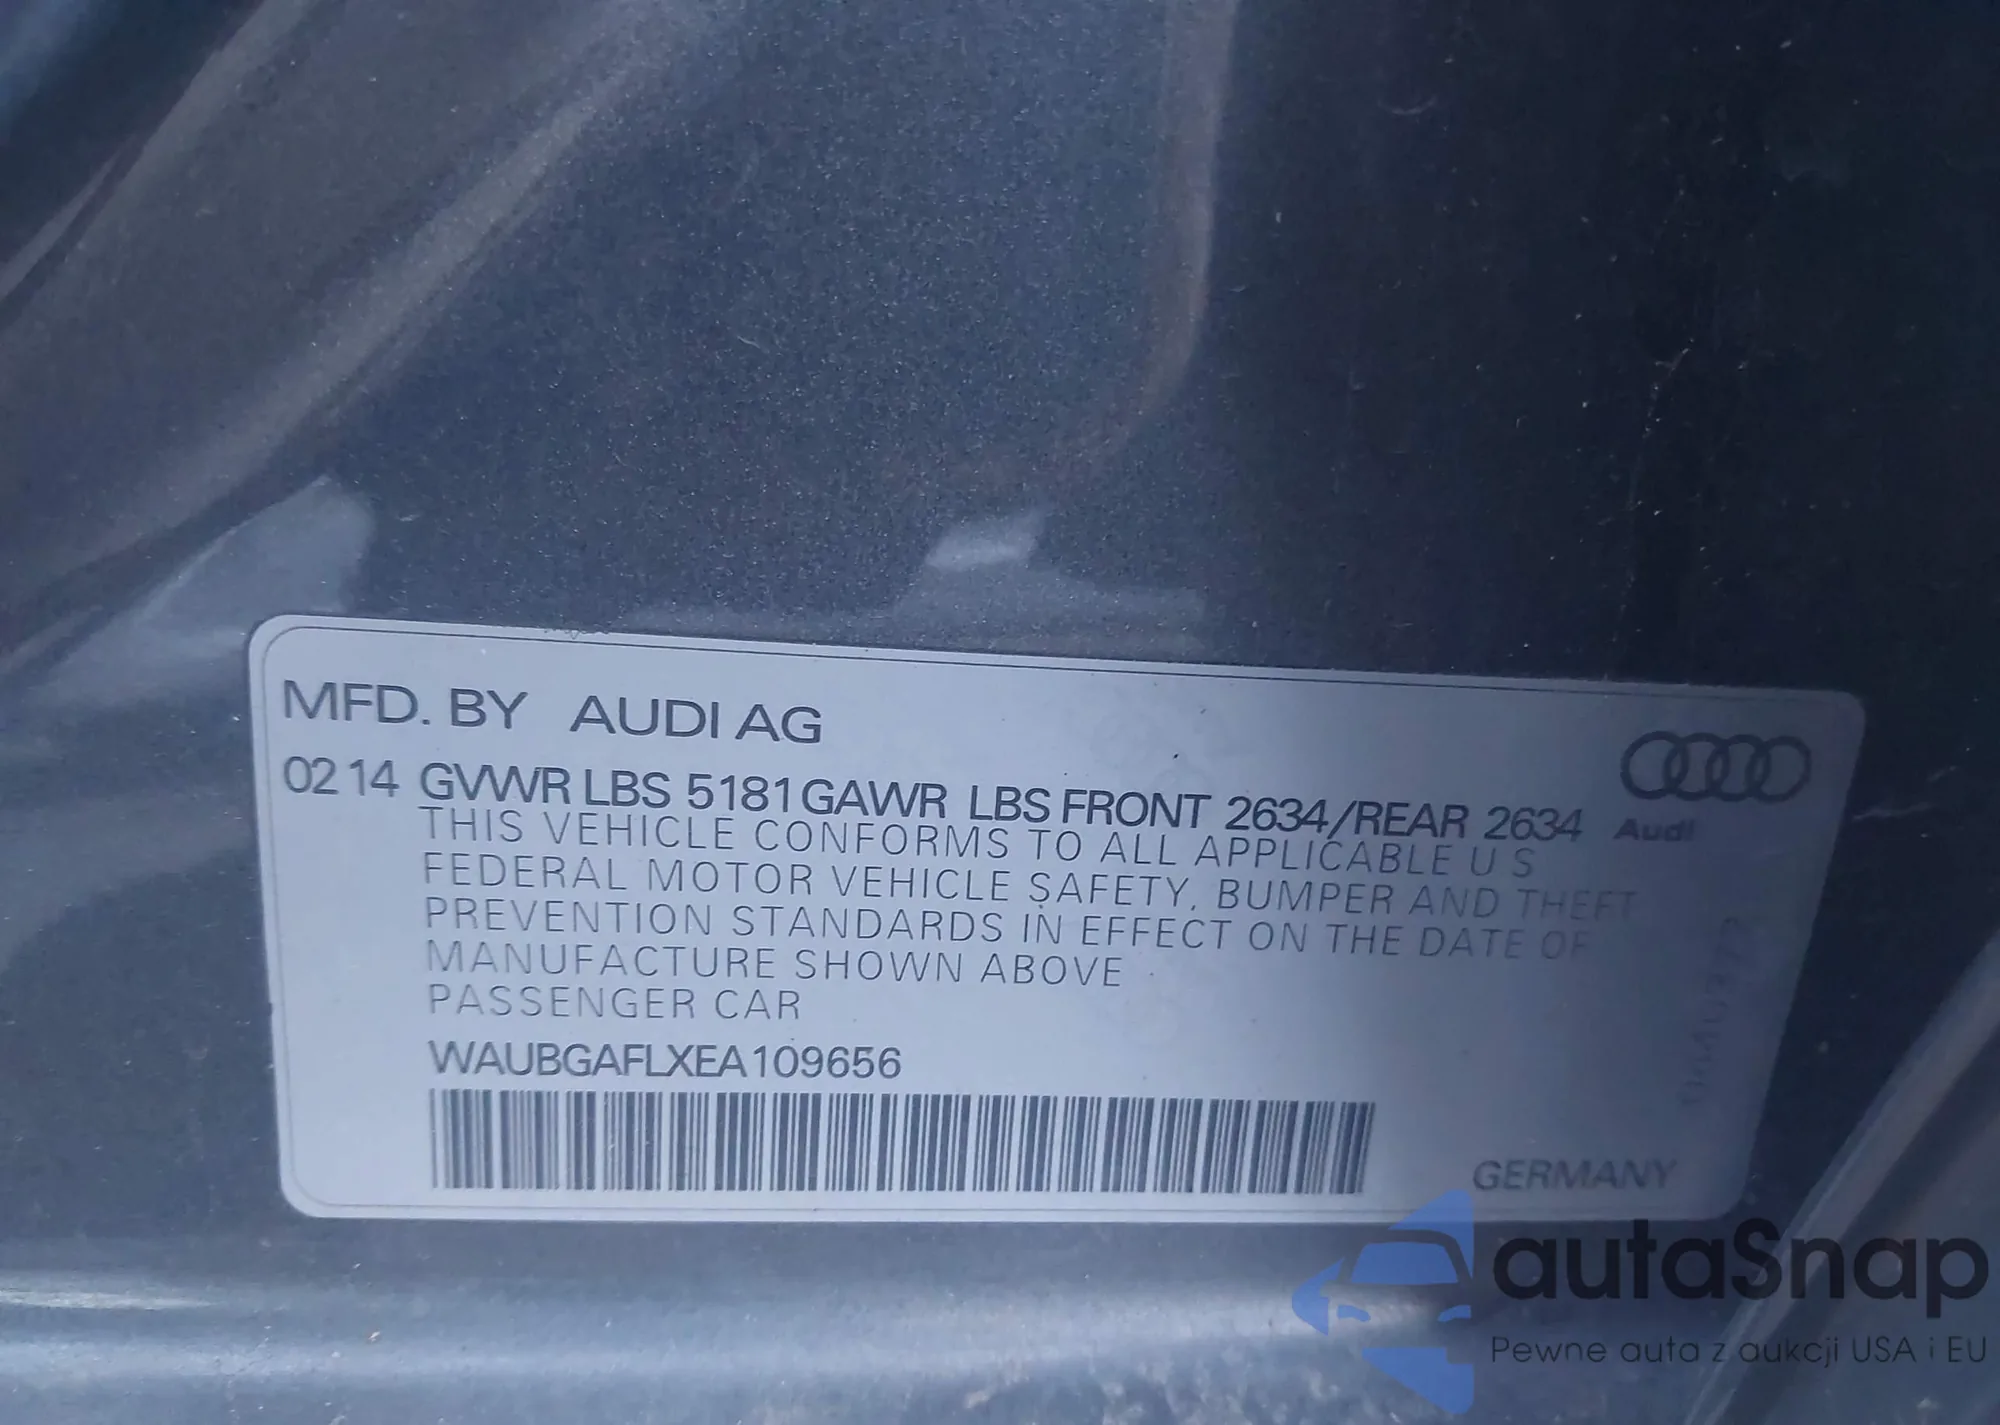 MFD. BY AUDI AG
0214 GVWR LBS 5181 GAWR LBS FRONT 2634/REAR 2634
Audi
THIS VEHICLE CONFORMS TO ALL APPLICABLE U S
FEDERAL MOTOR VEHICLE SAFETY, BUMPER AND THEFT
PREVENTION STANDARDS IN EFFECT ON THE DATE OF
MANUFACTURE SHOWN ABOVE
PASSENGER CAR
WAUBGAFLXEA109656
GERMANY
autaSnap
Pewne auta z aukcji USA i EU